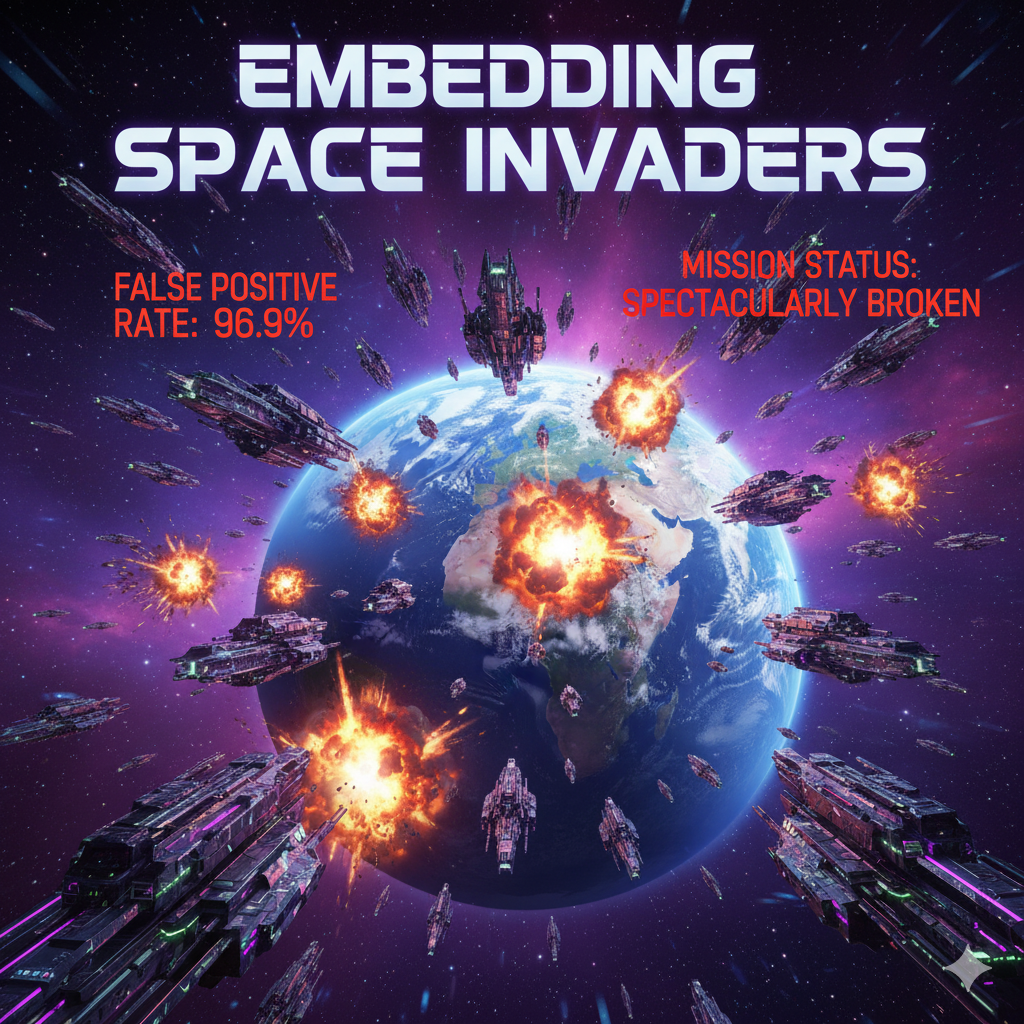 EMBEDDING
SPACE INVADERS
FALSE POSITIVE
RATE: 96.9%
MISSION STATUS:
SPECTACULARLY BROKEN